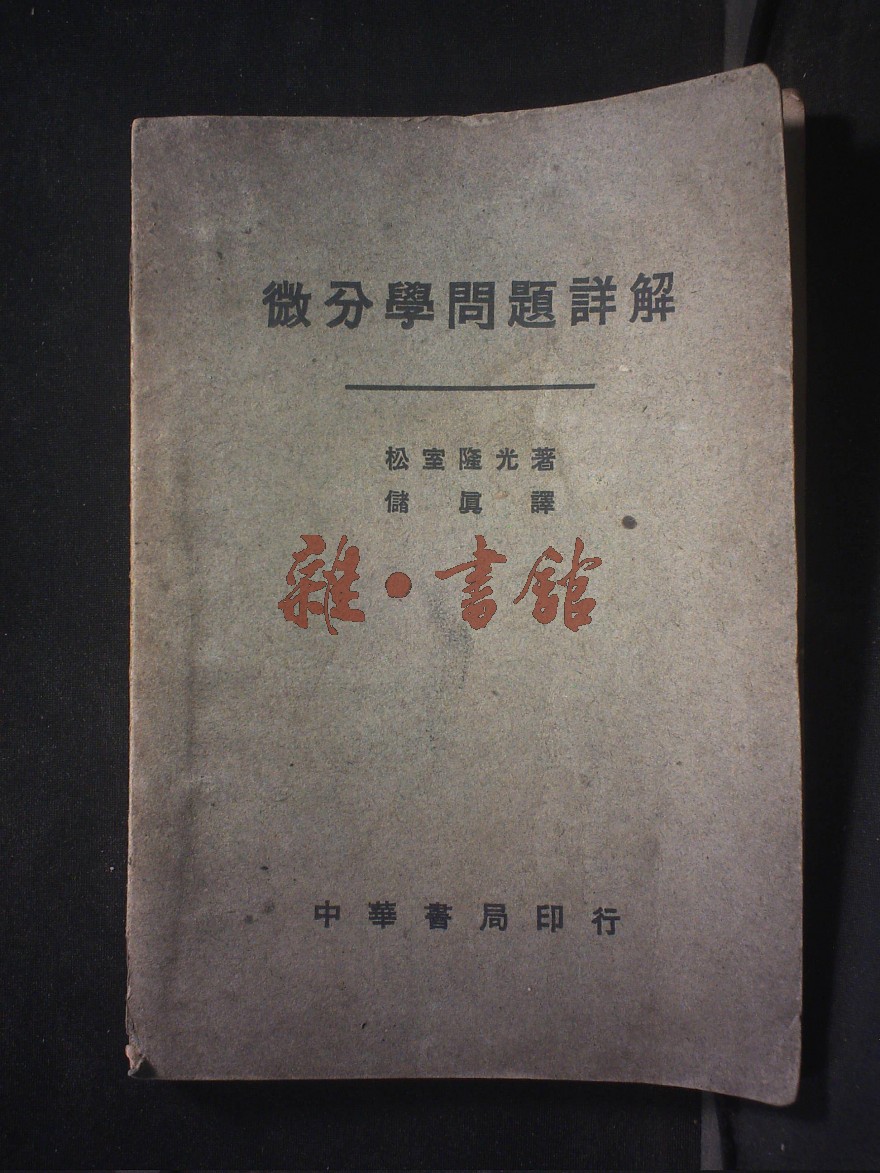 微分學問題詳解
松室隆光著
儲眞譯
雜·書館
中華書局印行